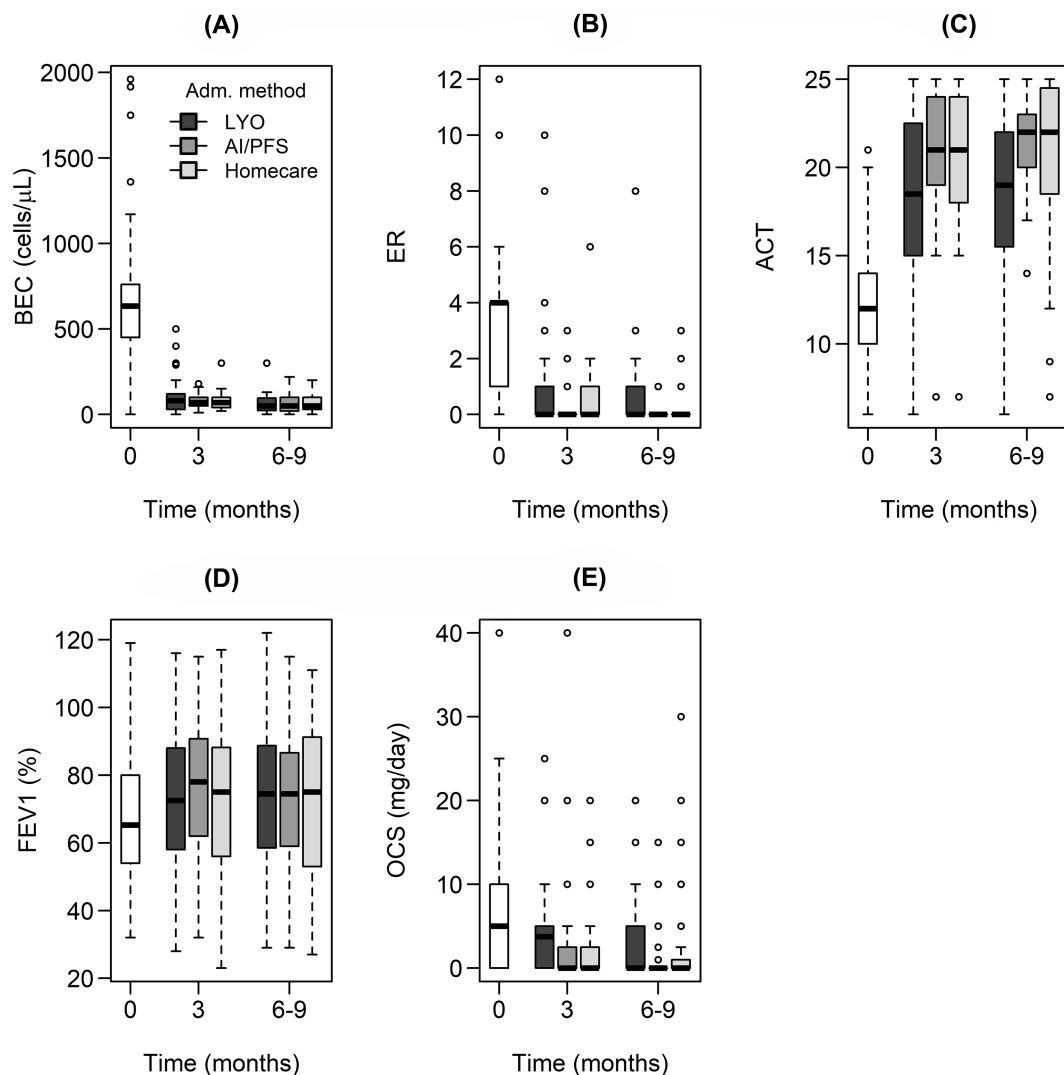 (A)
BEC (cells/μL)
2000
1500
1000
500
0
Adm. method
LYO
AI/PFS
Homecare
0 3 6-9
Time (months)
(B)
ER
12
10
8
6
4
2
0
0 3 6-9
Time (months)
(C)
ACT
25
20
15
10
0 3 6-9
Time (months)
(D)
FEV1 (%)
120
100
80
60
40
20
0 3 6-9
Time (months)
(E)
OCS (mg/day)
40
30
20
10
0
0 3 6-9
Time (months)